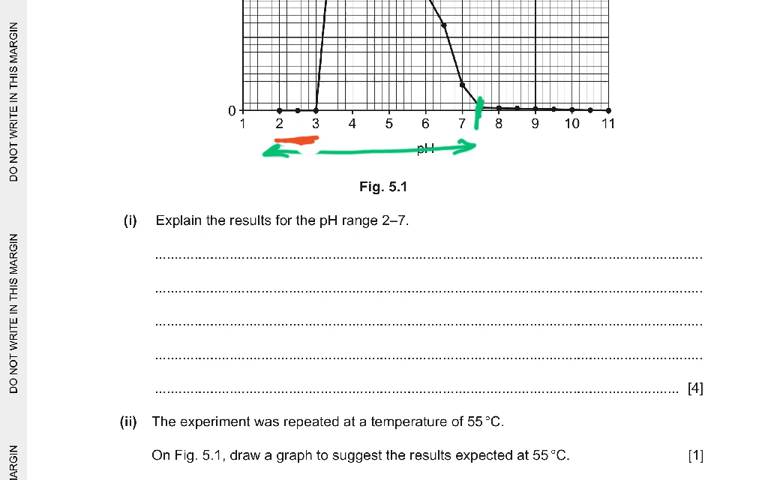 0
1 2 3 4 5 6 7 8 9 10 11
pH
Fig. 5.1
(i) Explain the results for the pH range 2–7.
[4]
(ii) The experiment was repeated at a temperature of 55 °C.
On Fig. 5.1, draw a graph to suggest the results expected at 55 °C. [1]
DO NOT WRITE IN THIS MARGIN
DO NOT WRITE IN THIS MARGIN
MARGIN